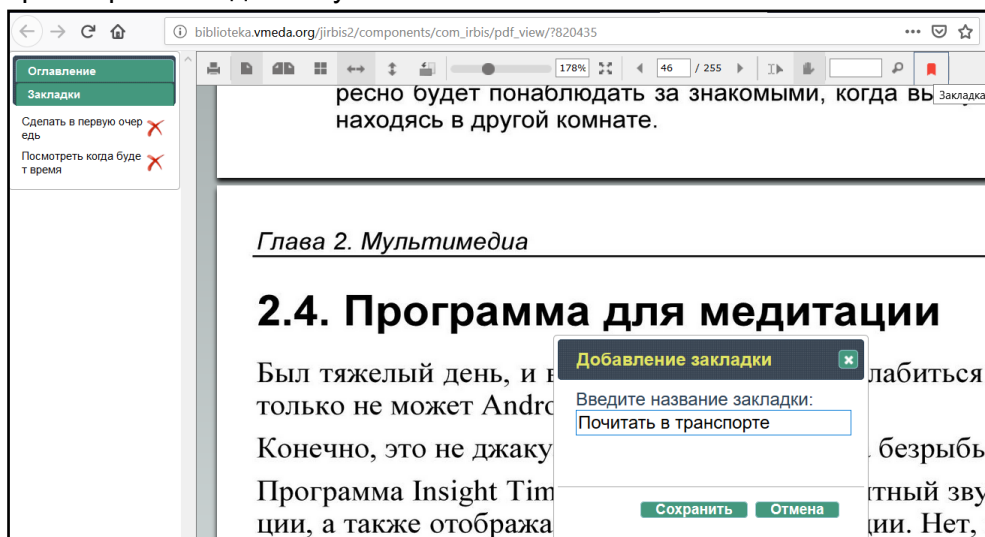 biblioteka.vmeda.org/jirbis2/components/com_irbis/pdf_view/?820435
Оглавление
Закладки
Сделать в первую очер
едь
Посмотреть когда буде
т время
178%
46 / 255
Закладка
ресно будет понаблюдать за знакомыми, когда
находясь в другой комнате.
Глава 2. Мультимедиа
2.4. Программа для медитации
Был тяжелый день, и
лабиться
только не может
Конечно, это не
безрыбь
Программа Insight Tim
тный зву
ции, а также отобража
ции. Нет,
Добавление закладки
Введите название закладки:
Почитать в транспорте
Сохранить Отмена